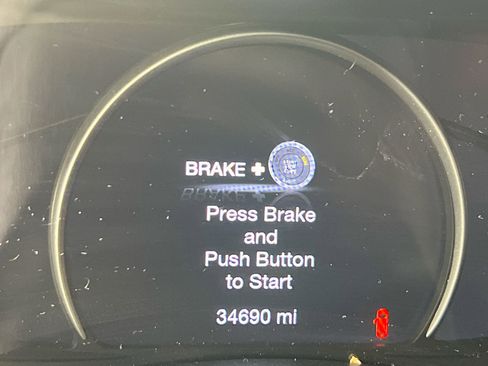 BRAKE +
Press Brake
and
Push Button
to Start
34690 mi